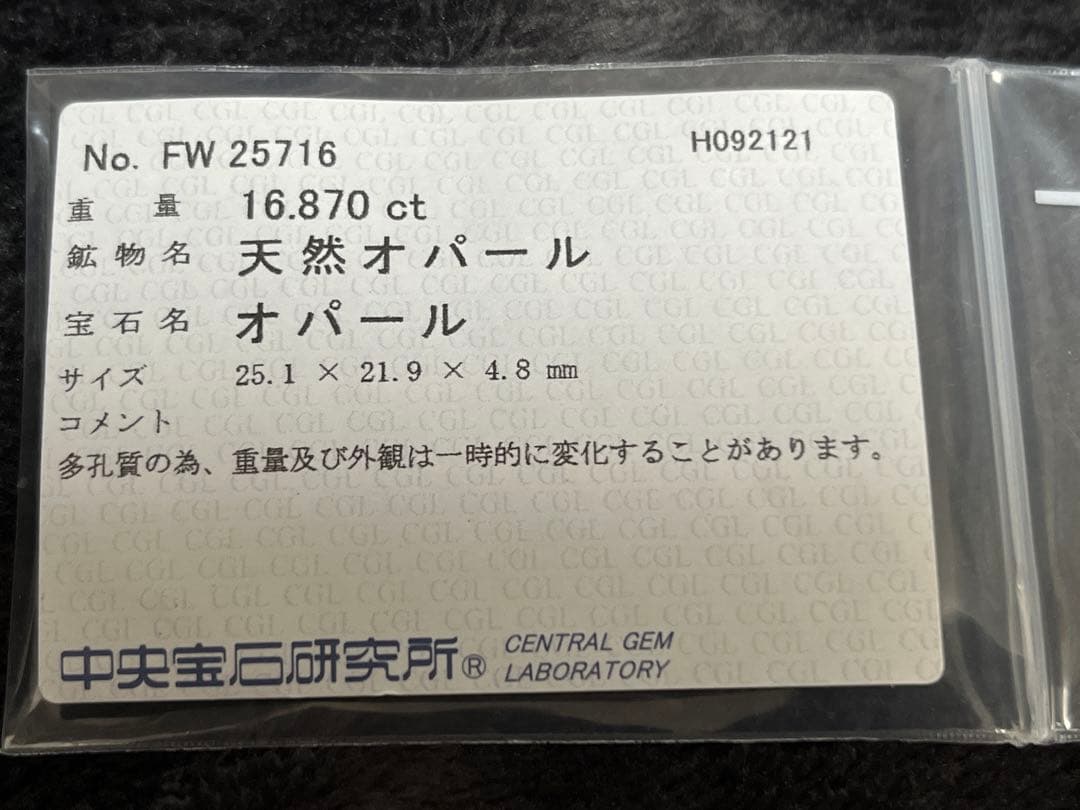 No. FW 25716 H092121
重量 16.870 ct
鉱物名 天然オパール
宝石名 オパール
サイズ 25.1 × 21.9 × 4.8 mm
コメント
多孔質の為、重量及び外観は一時的に変化することがあります。
中央宝石研究所® CENTRAL GEM
LABORATORY